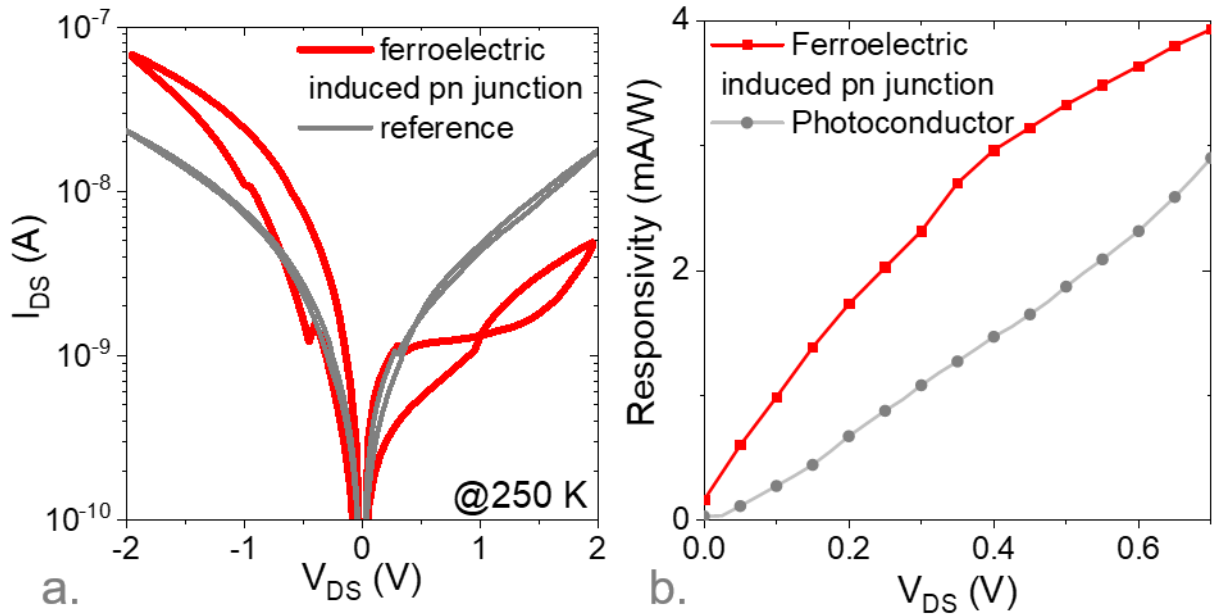 10⁻⁷
10⁻⁸
10⁻⁹
10⁻¹⁰
I_DS (A)
ferroelectric
induced pn junction
reference
@250 K
-2 -1 0 1 2
V_DS (V)
a.
4
2
0
Responsivity (mA/W)
Ferroelectric
induced pn junction
Photoconductor
0.0 0.2 0.4 0.6
V_DS (V)
b.